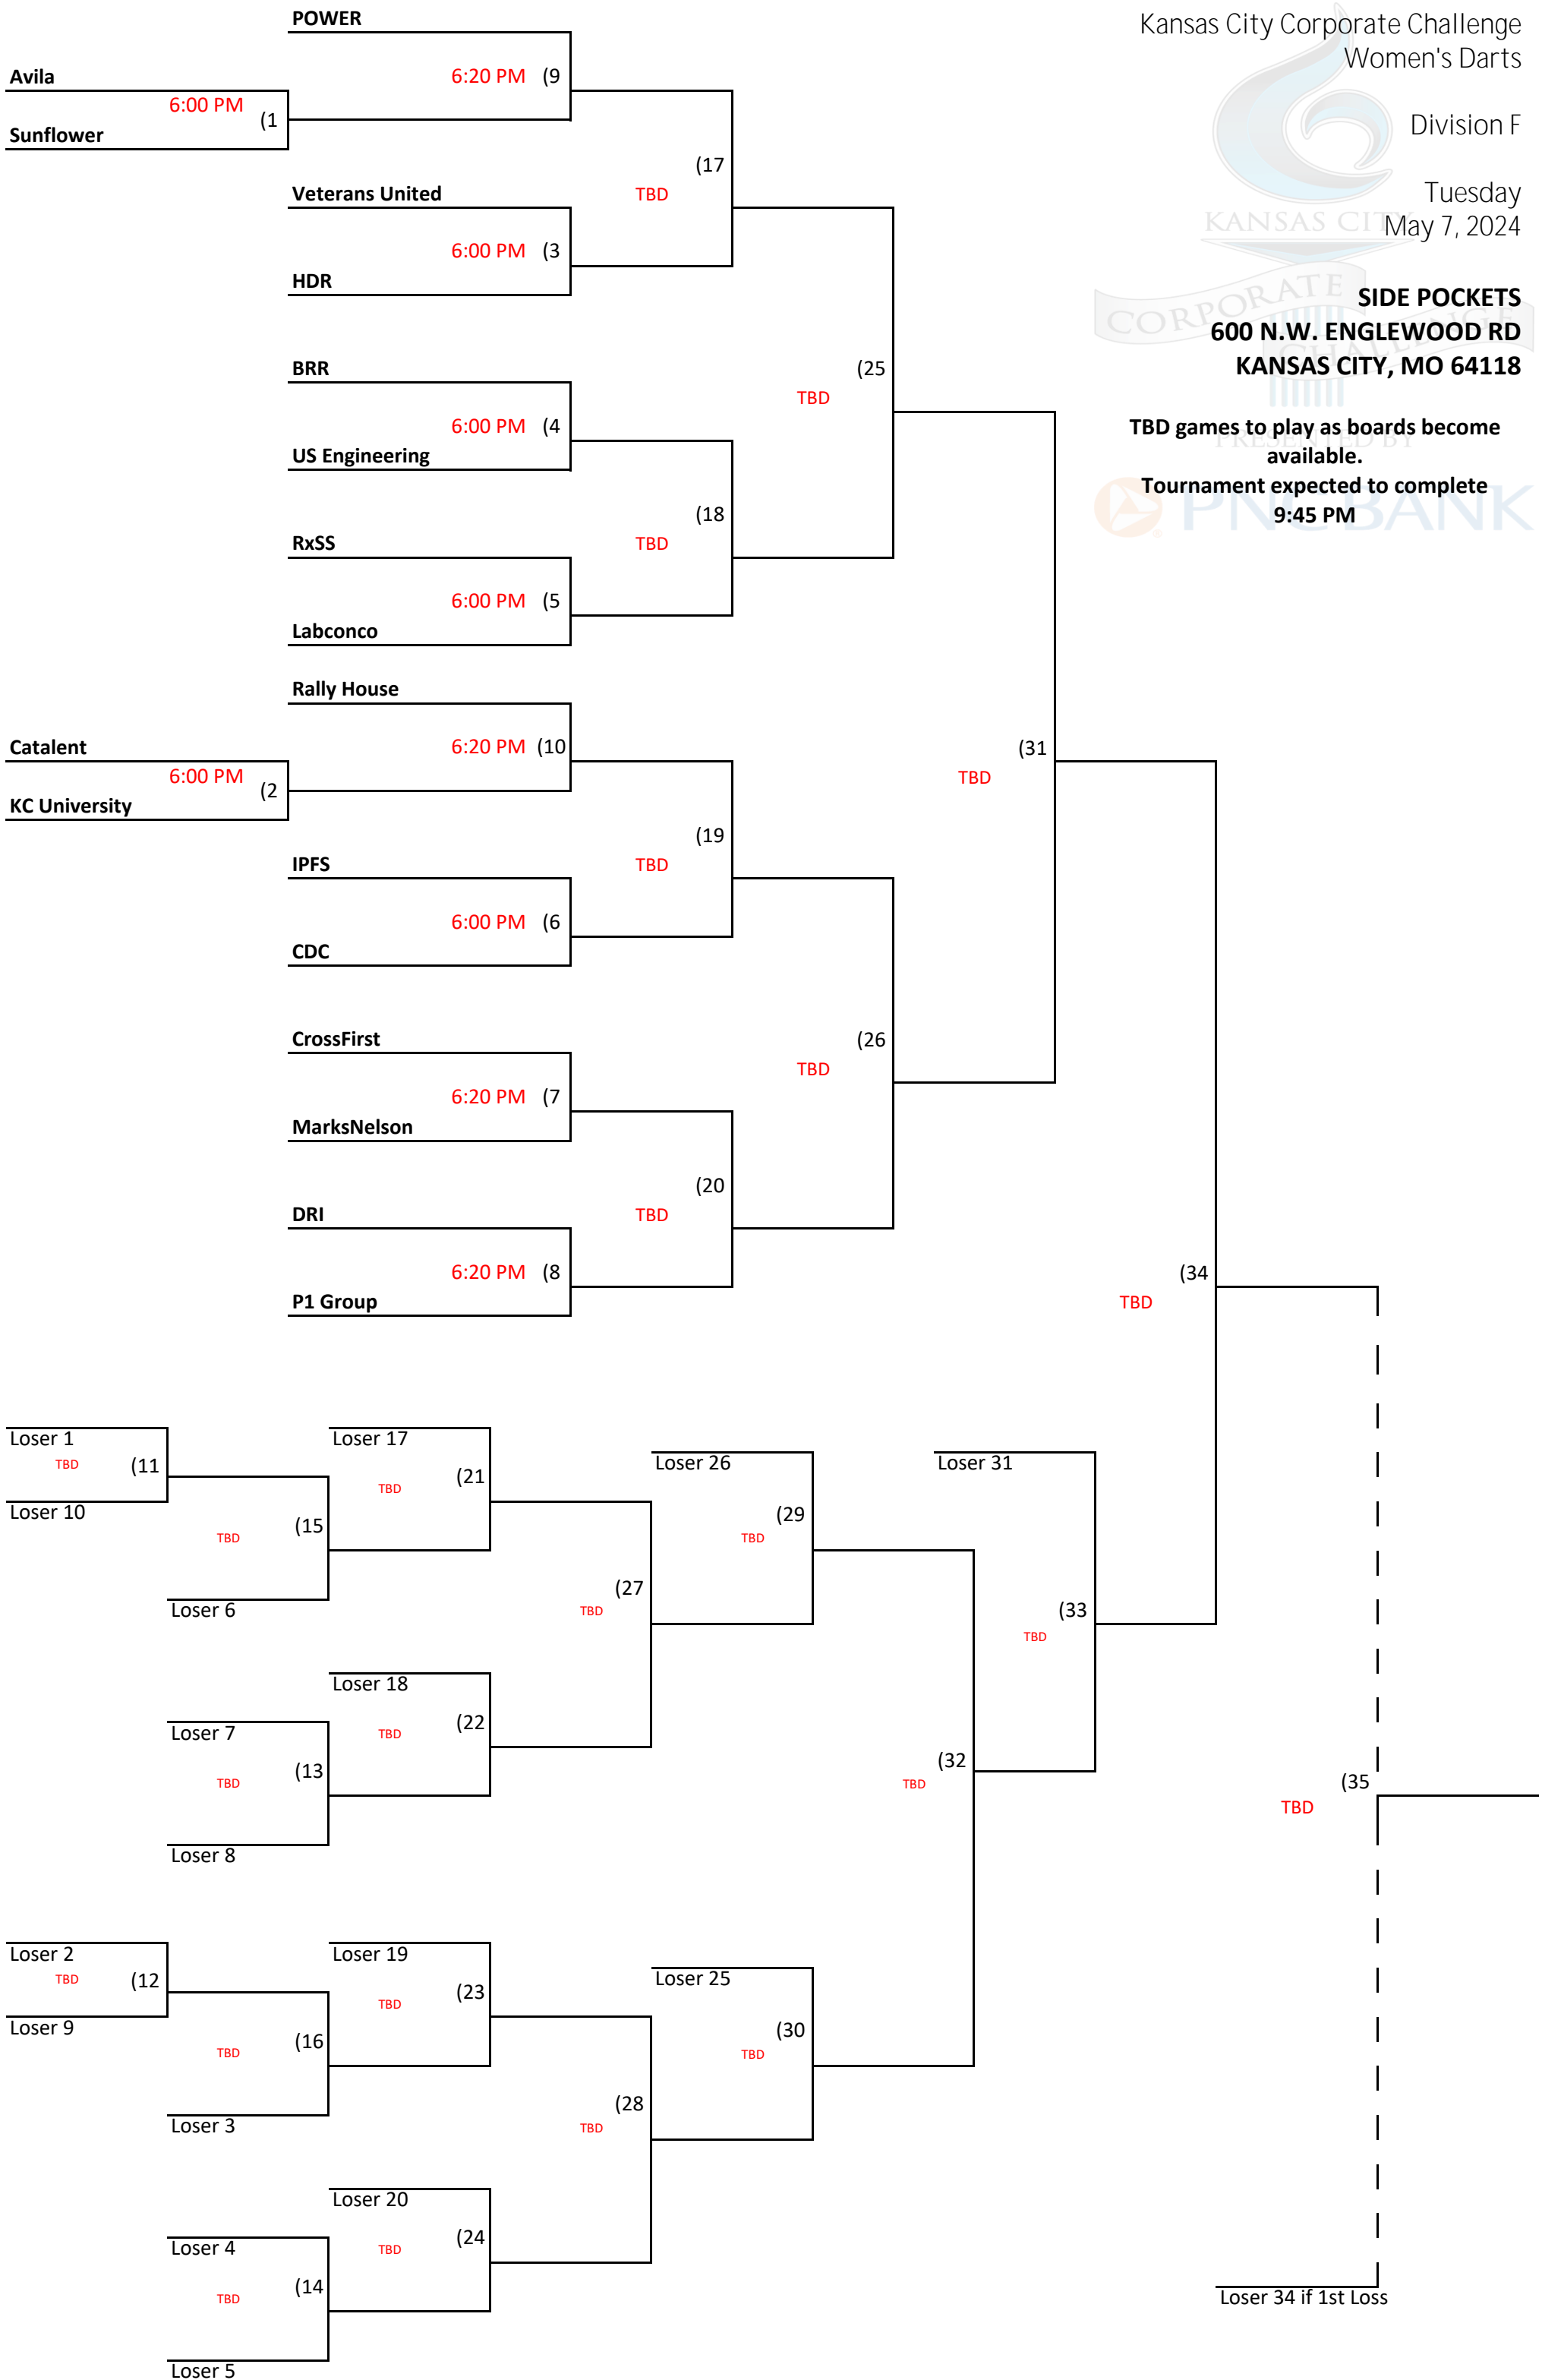 Kansas City Corporate Challenge
Women's Darts
Division F
Tuesday
May 7, 2024
SIDE POCKETS
600 N.W. ENGLEWOOD RD
KANSAS CITY, MO 64118
TBD games to play as boards become
available.
Tournament expected to complete
9:45 PM
KANSAS CITY
CORPORATE
CHALLENGE
PRESENTED BY
PNC BANK
POWER
6:20 PM (9
Avila
6:00 PM (1
Sunflower
(17
TBD
Veterans United
6:00 PM (3
HDR
BRR
(25
TBD
6:00 PM (4
US Engineering
(18
TBD
RxSS
6:00 PM (5
Labconco
Rally House
6:20 PM (10
Catalent
6:00 PM (2
KC University
(31
TBD
(19
TBD
IPFS
6:00 PM (6
CDC
CrossFirst
(26
TBD
6:20 PM (7
MarksNelson
(20
TBD
DRI
6:20 PM (8
P1 Group
(34
TBD
Loser 1
TBD (11
Loser 10
Loser 17
TBD (21
TBD (15
Loser 6
Loser 26
(29
TBD
Loser 31
(27
TBD
(33
TBD
Loser 18
TBD (22
Loser 7
TBD (13
Loser 8
(32
TBD
(35
TBD
Loser 2
TBD (12
Loser 9
Loser 19
TBD (23
TBD (16
Loser 3
Loser 25
(30
TBD
(28
TBD
Loser 20
TBD (24
Loser 4
TBD (14
Loser 5
Loser 34 if 1st Loss